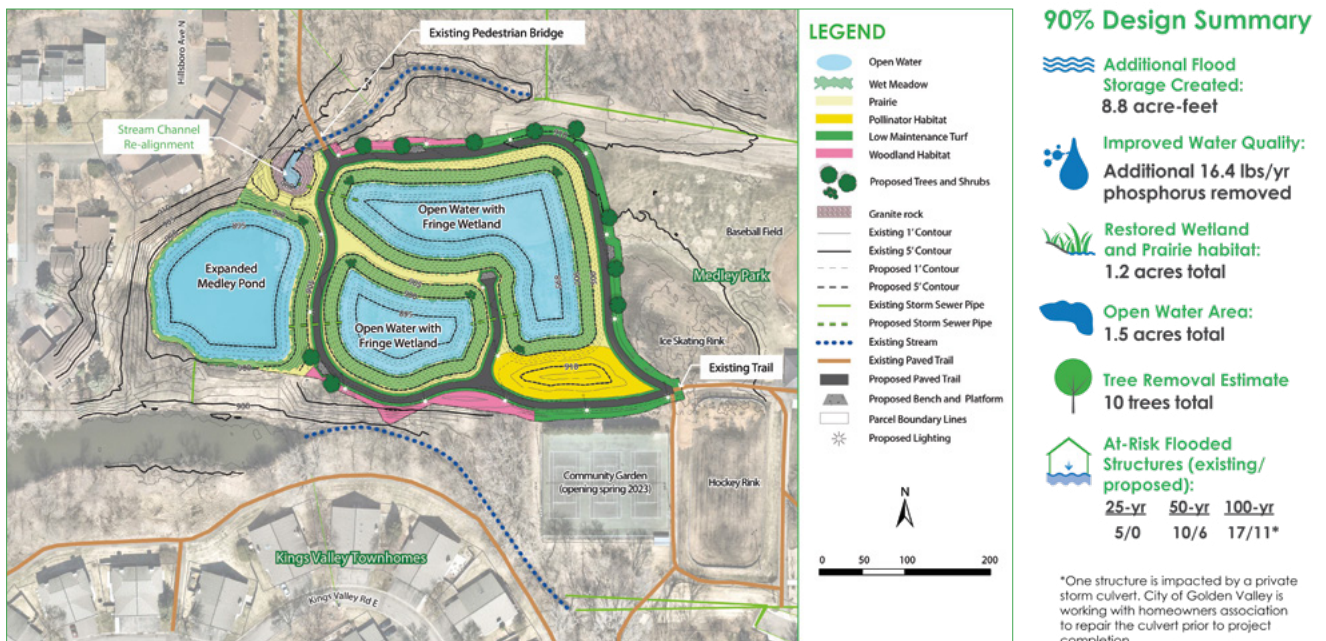 Existing Pedestrian Bridge
Hillsboro Ave N
Stream Channel
Re-alignment
Open Water with
Fringe Wetland
Expanded
Medley Pond
Open Water with
Fringe Wetland
Baseball Field
Medley Park
Ice Skating Rink
Existing Trail
910
905
895
895
895
900
918
900
Community Garden
(opening spring 2023)
Hockey Rink
Kings Valley Townhomes
Kings Valley Rd E
LEGEND
Open Water
Wet Meadow
Prairie
Pollinator Habitat
Low Maintenance Turf
Woodland Habitat
Proposed Trees and Shrubs
Granite rock
Existing 1' Contour
Existing 5' Contour
Proposed 1' Contour
Proposed 5' Contour
Existing Storm Sewer Pipe
Proposed Storm Sewer Pipe
Existing Stream
Existing Paved Trail
Proposed Paved Trail
Proposed Bench and Platform
Parcel Boundary Lines
Proposed Lighting
N
0 50 100 200
90% Design Summary
Additional Flood
Storage Created:
8.8 acre-feet
Improved Water Quality:
Additional 16.4 lbs/yr
phosphorus removed
Restored Wetland
and Prairie habitat:
1.2 acres total
Open Water Area:
1.5 acres total
Tree Removal Estimate
10 trees total
At-Risk Flooded
Structures (existing/
proposed):
25-yr 50-yr 100-yr
5/0 10/6 17/11*
*One structure is impacted by a private
storm culvert. City of Golden Valley is
working with homeowners association
to repair the culvert prior to project
completion